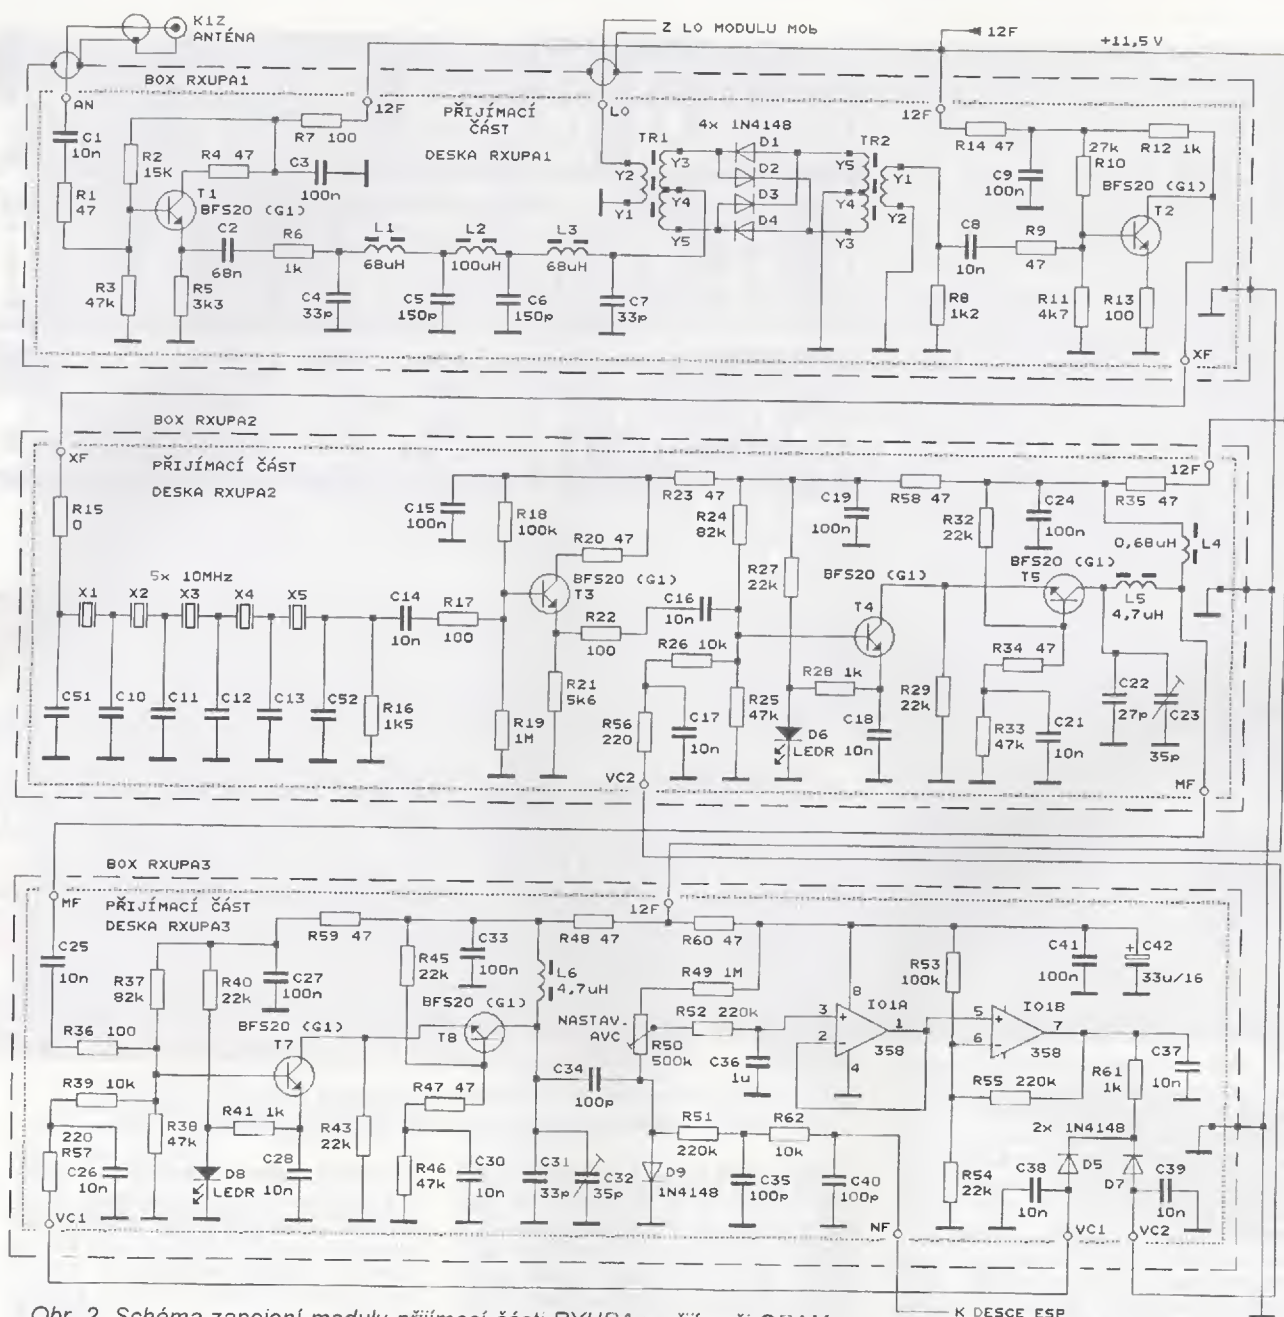 K1Z
ANTÉNA
Z LO MODULU MO6
12F
+11,5 V
BOX RXUPA1
AN
12F
PŘIJÍMACÍ
ČÁST
DESKA RXUPA1
LO
4x 1N4148
12F
C1
10n
R1
47
R2
15K
R3
47k
R4 47
R7 100
C3
100n
T1
BFS20 (G1)
C2
68n
R5
3k3
R6
1k
C4
33p
L1
68uH
C5
150p
L2
100uH
C6
150p
L3
68uH
C7
33p
TR1
Y3
Y2
Y4
Y1
Y5
D1
D2
D3
D4
TR2
Y5
Y1
Y4
Y2
Y3
C8
10n
R8
1k2
R9
47
R14 47
C9
100n
27k
R10
R12 1k
BFS20 (G1)
T2
R11
4k7
R13
100
XF
BOX RXUPA2
XF
PŘIJÍMACÍ ČÁST
DESKA RXUPA2
12F
R15
0
5x 10MHz
X1
X2
X3
X4
X5
C51
C10
C11
C12
C13
C52
R16
1k5
C14
10n
R17
100
C15
100n
R18
100k
R19
1M
R20 47
BFS20 (G1)
T3
R22
100
R21
5k6
R23 47
R24
82k
C16
10n
R26 10k
R56
220
C17
10n
R25
47k
R27
22k
C19
100n
BFS20 (G1)
T4
R28 1k
D6
LEDR
C18
10n
R58 47
R32
22k
C24
100n
R35 47
0,68uH
L4
BFS20 (G1)
T5
L5
4,7uH
R29
22k
R34 47
R33
47k
C21
10n
C22
27p
C23
35p
VC2
MF
BOX RXUPA3
MF
PŘIJÍMACÍ ČÁST
DESKA RXUPA3
12F
C25
10n
R36 100
R37
82k
R39 10k
220
R57
C26
10n
R38
47k
R40
22k
C27
100n
R59 47
BFS20 (G1)
T7
R41 1k
D8
LEDR
C28
10n
R43
22k
R45
22k
C33
100n
BFS20 (G1)
T8
R47 47
R46
47k
C30
10n
L6
4,7uH
R48 47
C34
100p
C31
33p
C32
35p
NASTAV.
AVC
R50
500k
R60 47
R49 1M
R52 220k
C36
1u
R51
220k
R62
10k
D9
1N4148
C35
100p
C40
100p
3
2
8
1
4
IO1A
358
R53
100k
5
6
7
IO1B
358
R55 220k
R54
22k
C41
100n
C42
33u/16
C37
10n
R61
1k
2x 1N4148
D5
D7
C38
10n
C39
10n
VC1
NF
VC1
VC2
K DESCE ESP